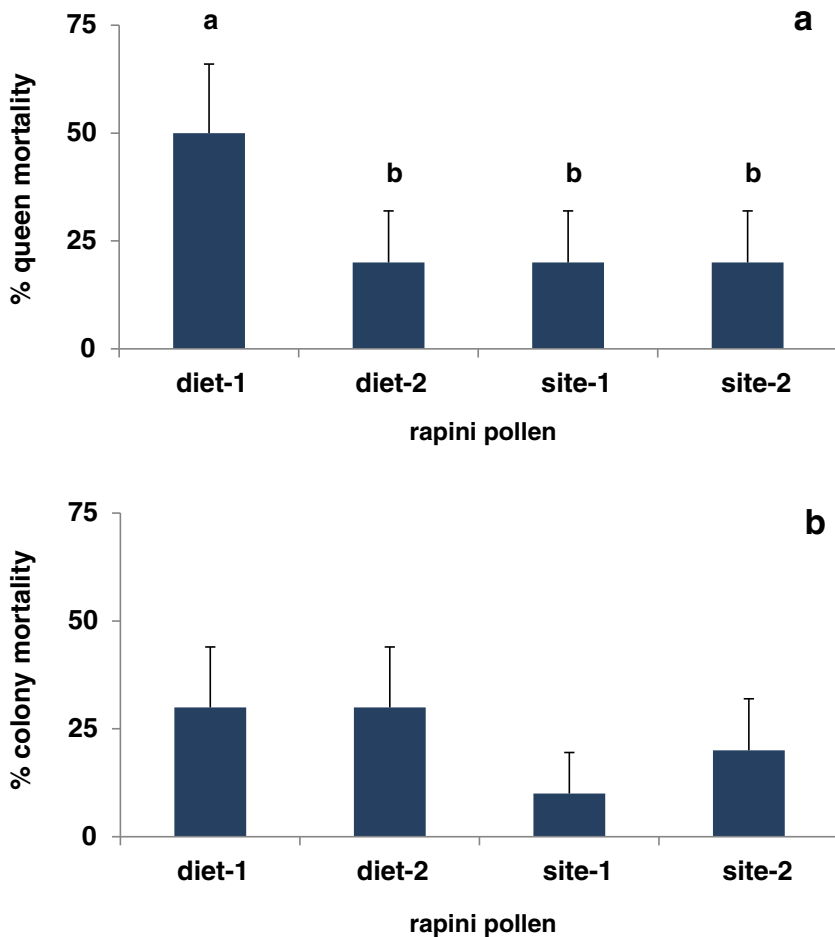 a
75
a
% queen mortality
50
b b b
25
0
diet-1 diet-2 site-1 site-2
rapini pollen
75
b
% colony mortality
50
25
0
diet-1 diet-2 site-1 site-2
rapini pollen